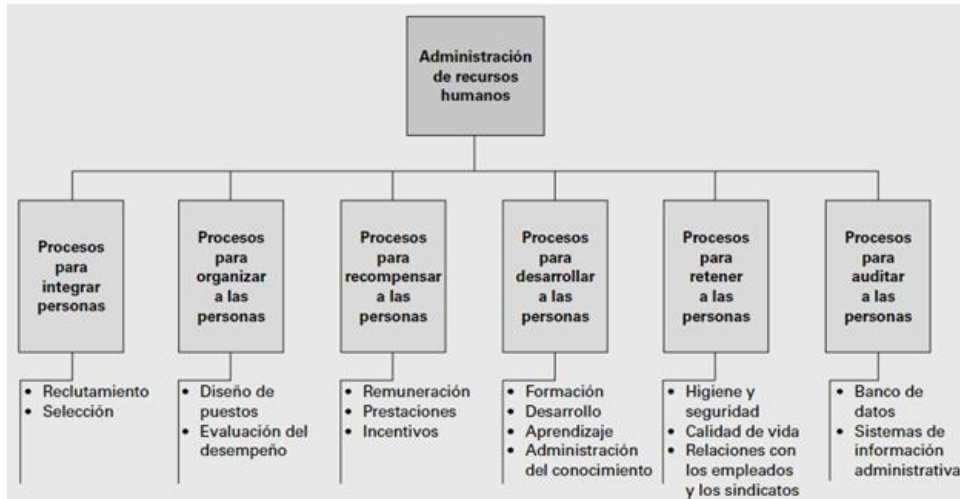 Administración
de recursos
humanos
Procesos
para
integrar
personas
Procesos
para
organizar
a las
personas
Procesos
para
recompensar
a las
personas
Procesos
para
desarrollar
a las
personas
Procesos
para
retener
a las
personas
Procesos
para
auditar
a las
personas
• Reclutamiento
• Selección
• Diseño de
puestos
• Evaluación del
desempeño
• Remuneración
• Prestaciones
• Incentivos
• Formación
• Desarrollo
• Aprendizaje
• Administración
del conocimiento
• Higiene y
seguridad
• Calidad de vida
• Relaciones con
los empleados
y los sindicatos
• Banco de
datos
• Sistemas de
información
administrativa